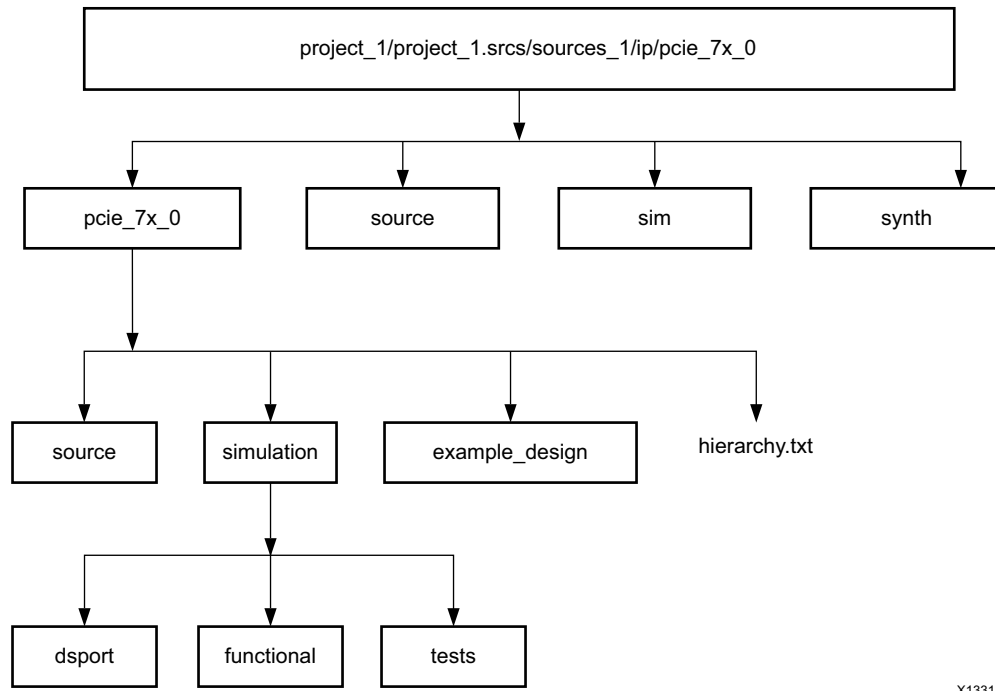 project_1/project_1.srcs/sources_1/ip/pcie_7x_0
pcie_7x_0
source
sim
synth
source
simulation
example_design
hierarchy.txt
dsport
functional
tests